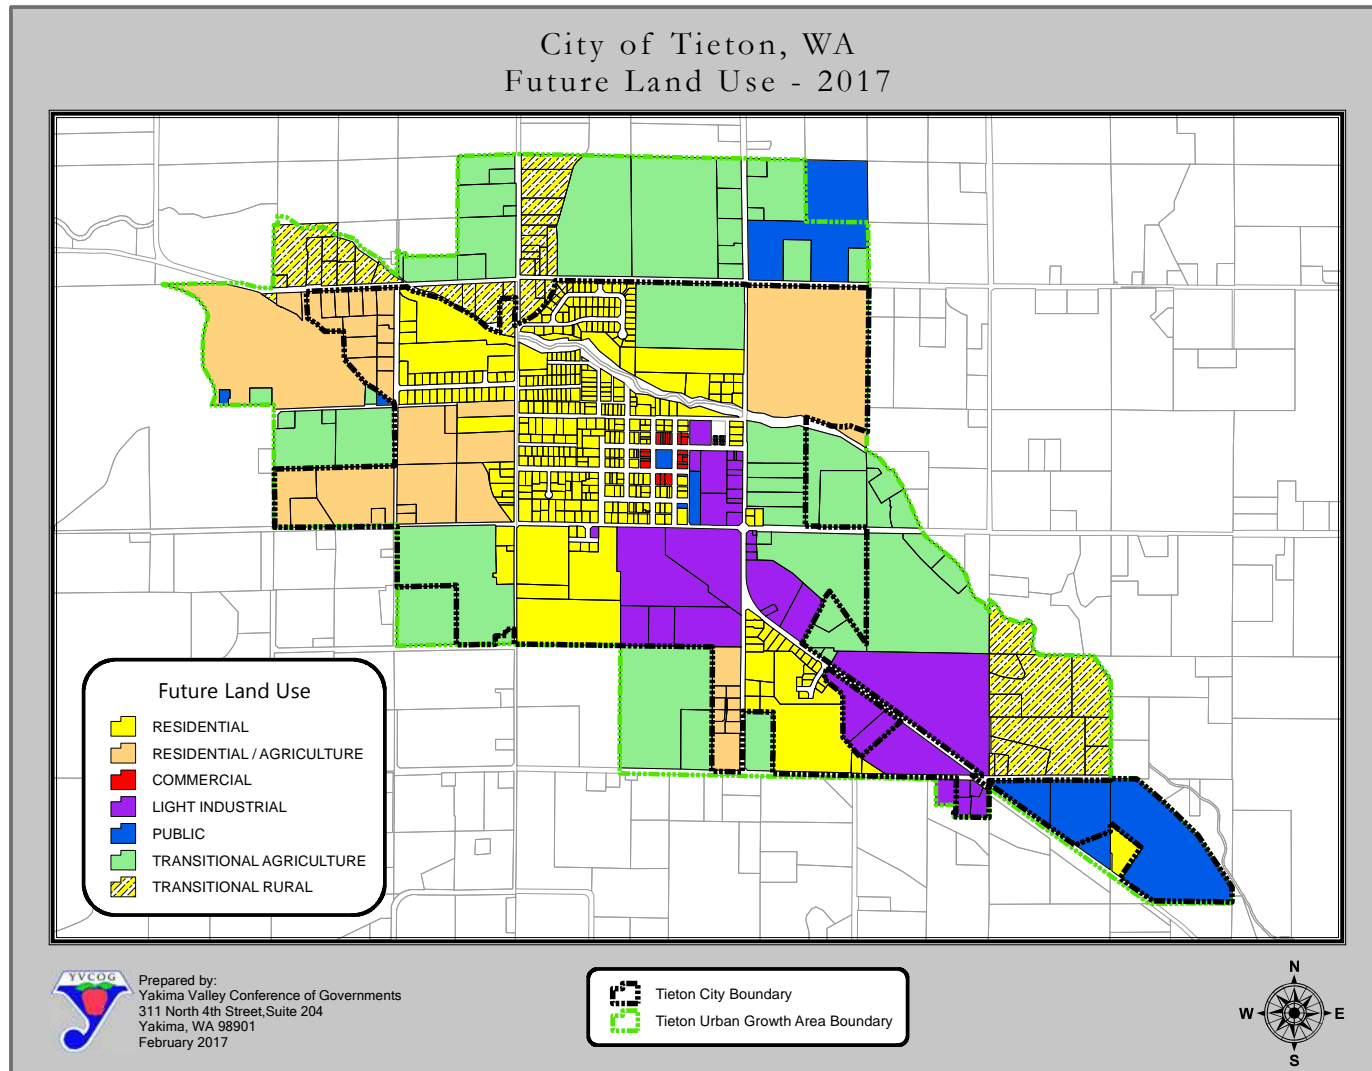 City of Tieton, WA
Future Land Use - 2017
Future Land Use
RESIDENTIAL
RESIDENTIAL / AGRICULTURE
COMMERCIAL
LIGHT INDUSTRIAL
PUBLIC
TRANSITIONAL AGRICULTURE
TRANSITIONAL RURAL
YVCOG
Prepared by:
Yakima Valley Conference of Governments
311 North 4th Street,Suite 204
Yakima, WA 98901
February 2017
Tieton City Boundary
Tieton Urban Growth Area Boundary
N
W E
S